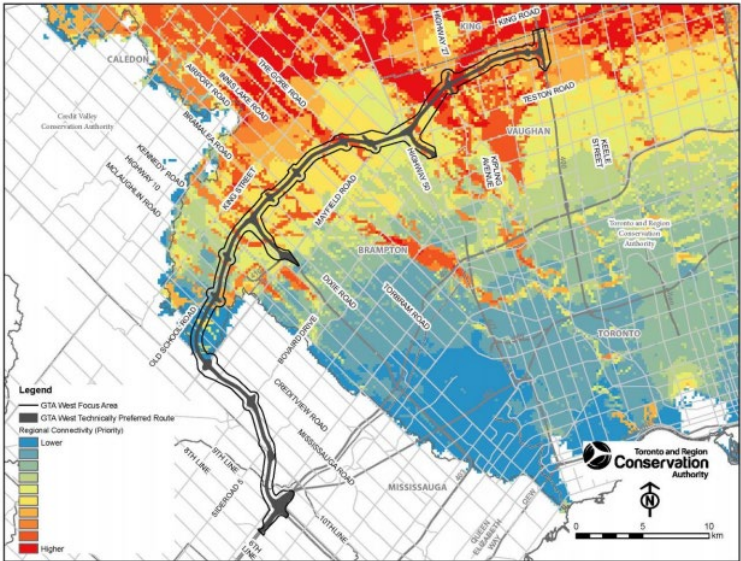 KING
KING ROAD
HIGHWAY 27
CALEDON
THE GORE ROAD
INNIS LAKE ROAD
AIRPORT ROAD
BRAMALEA ROAD
TESTON ROAD
Credit Valley
Conservation Authority
VAUGHAN
KEELE
STREET
400
KENNEDY ROAD
HIGHWAY 10
MCLAUGHLIN ROAD
KIPLING
AVENUE
HIGHWAY 50
KING STREET
MAYFIELD ROAD
Toronto and Region
Conservation
Authority
BRAMPTON
DIXIE ROAD
TORBRAM ROAD
OLD SCHOOL ROAD
BOVAIRD DRIVE
TORONTO
CREDITVIEW ROAD
MISSISSAUGA ROAD
Legend
GTA West Focus Area
GTA West Technically Preferred Route
Regional Connectivity (Priority)
Lower
Higher
8TH LINE
9TH LINE
SIDEROAD 5
10TH LINE
6TH
LINE
403
MISSISSAUGA
QEW
QUEEN
ELIZABETH
WAY
Toronto and Region
Conservation
Authority
N
0
5
10
km